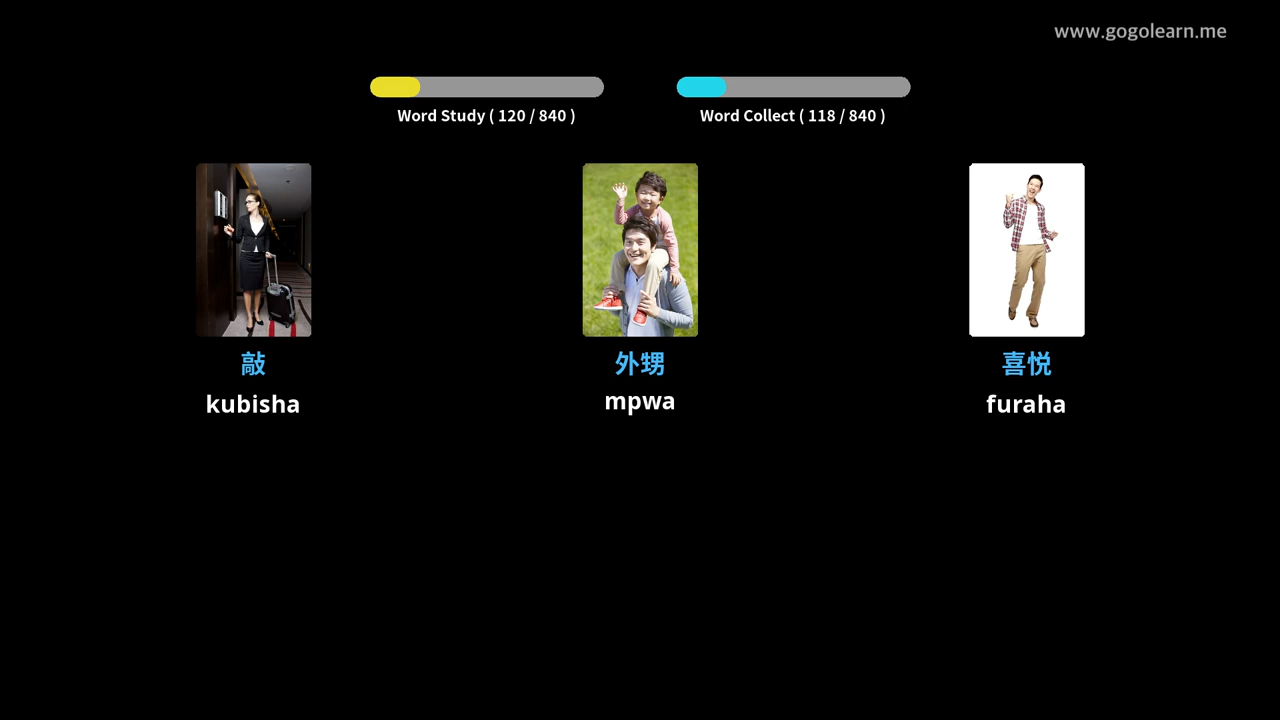 www.gogolearn.me
Word Study ( 120 / 840 )
Word Collect ( 118 / 840 )
敲
外甥
喜悦
kubisha
mpwa
furaha